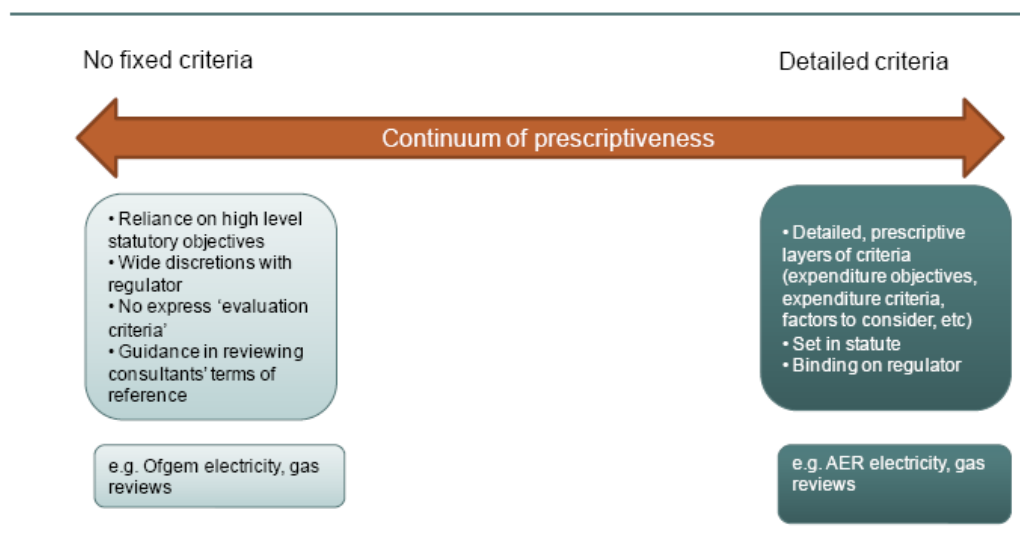 No fixed criteria
Detailed criteria
Continuum of prescriptiveness
• Reliance on high level
statutory objectives
• Wide discretions with
regulator
• No express ‘evaluation
criteria’
• Guidance in reviewing
consultants’ terms of
reference
• Detailed, prescriptive
layers of criteria
(expenditure objectives,
expenditure criteria,
factors to consider, etc)
• Set in statute
• Binding on regulator
e.g. Ofgem electricity, gas
reviews
e.g. AER electricity, gas
reviews